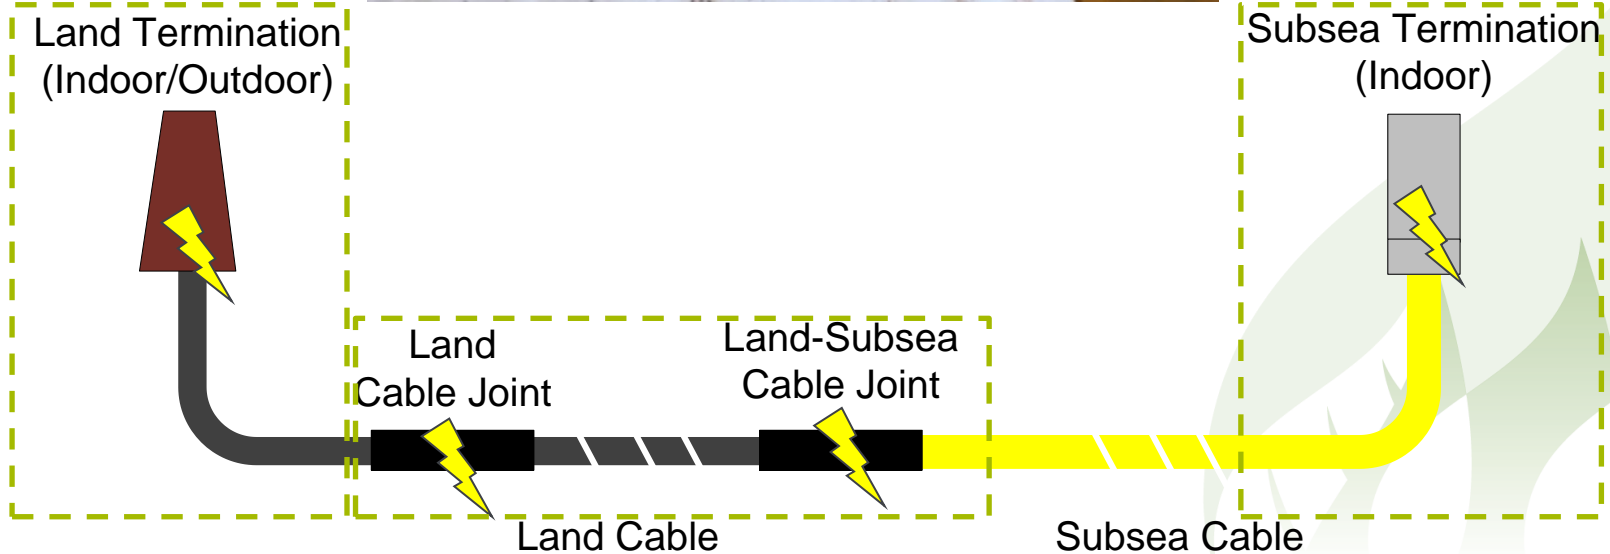 Land Termination
(Indoor/Outdoor)
Subsea Termination
(Indoor)
Land
Cable Joint
Land-Subsea
Cable Joint
Land Cable
Subsea Cable